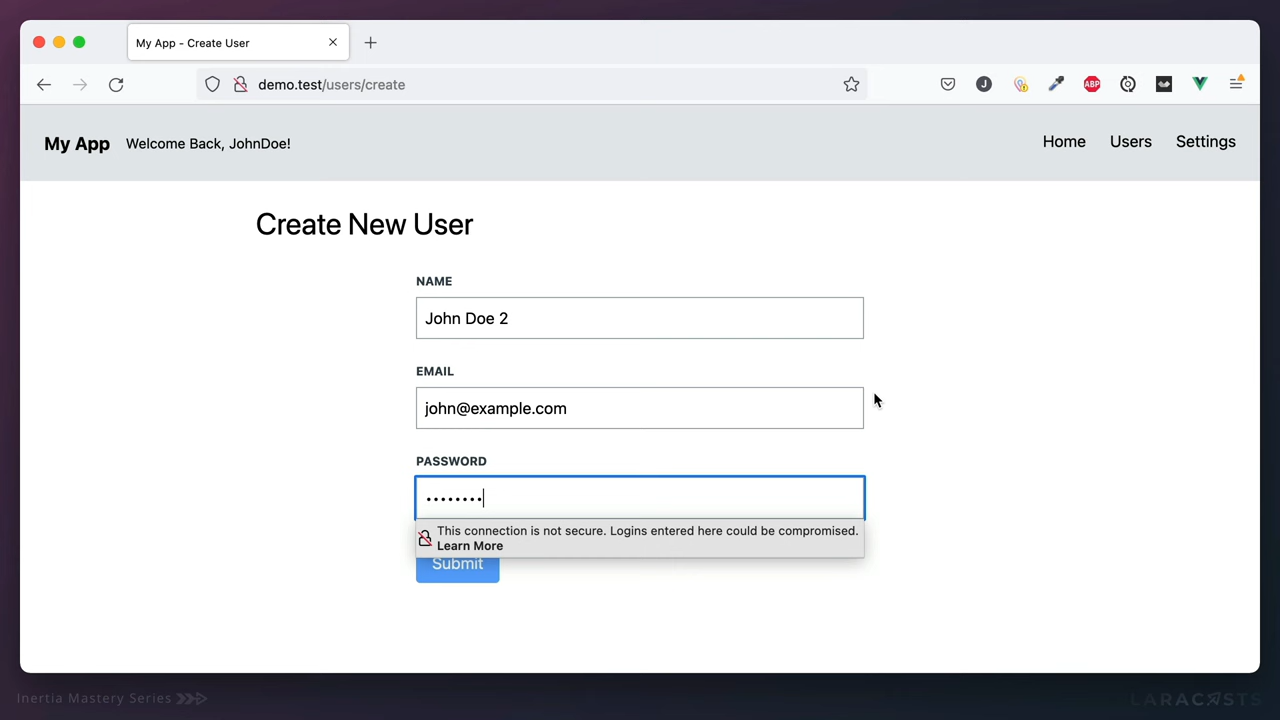 My App - Create User
demo.test/users/create
J
ABP
My App
Welcome Back, JohnDoe!
Home
Users
Settings
Create New User
NAME
John Doe 2
EMAIL
john@example.com
PASSWORD
••••••••
This connection is not secure. Logins entered here could be compromised.
Learn More
Submit
Inertia Mastery Series
LARACASTS